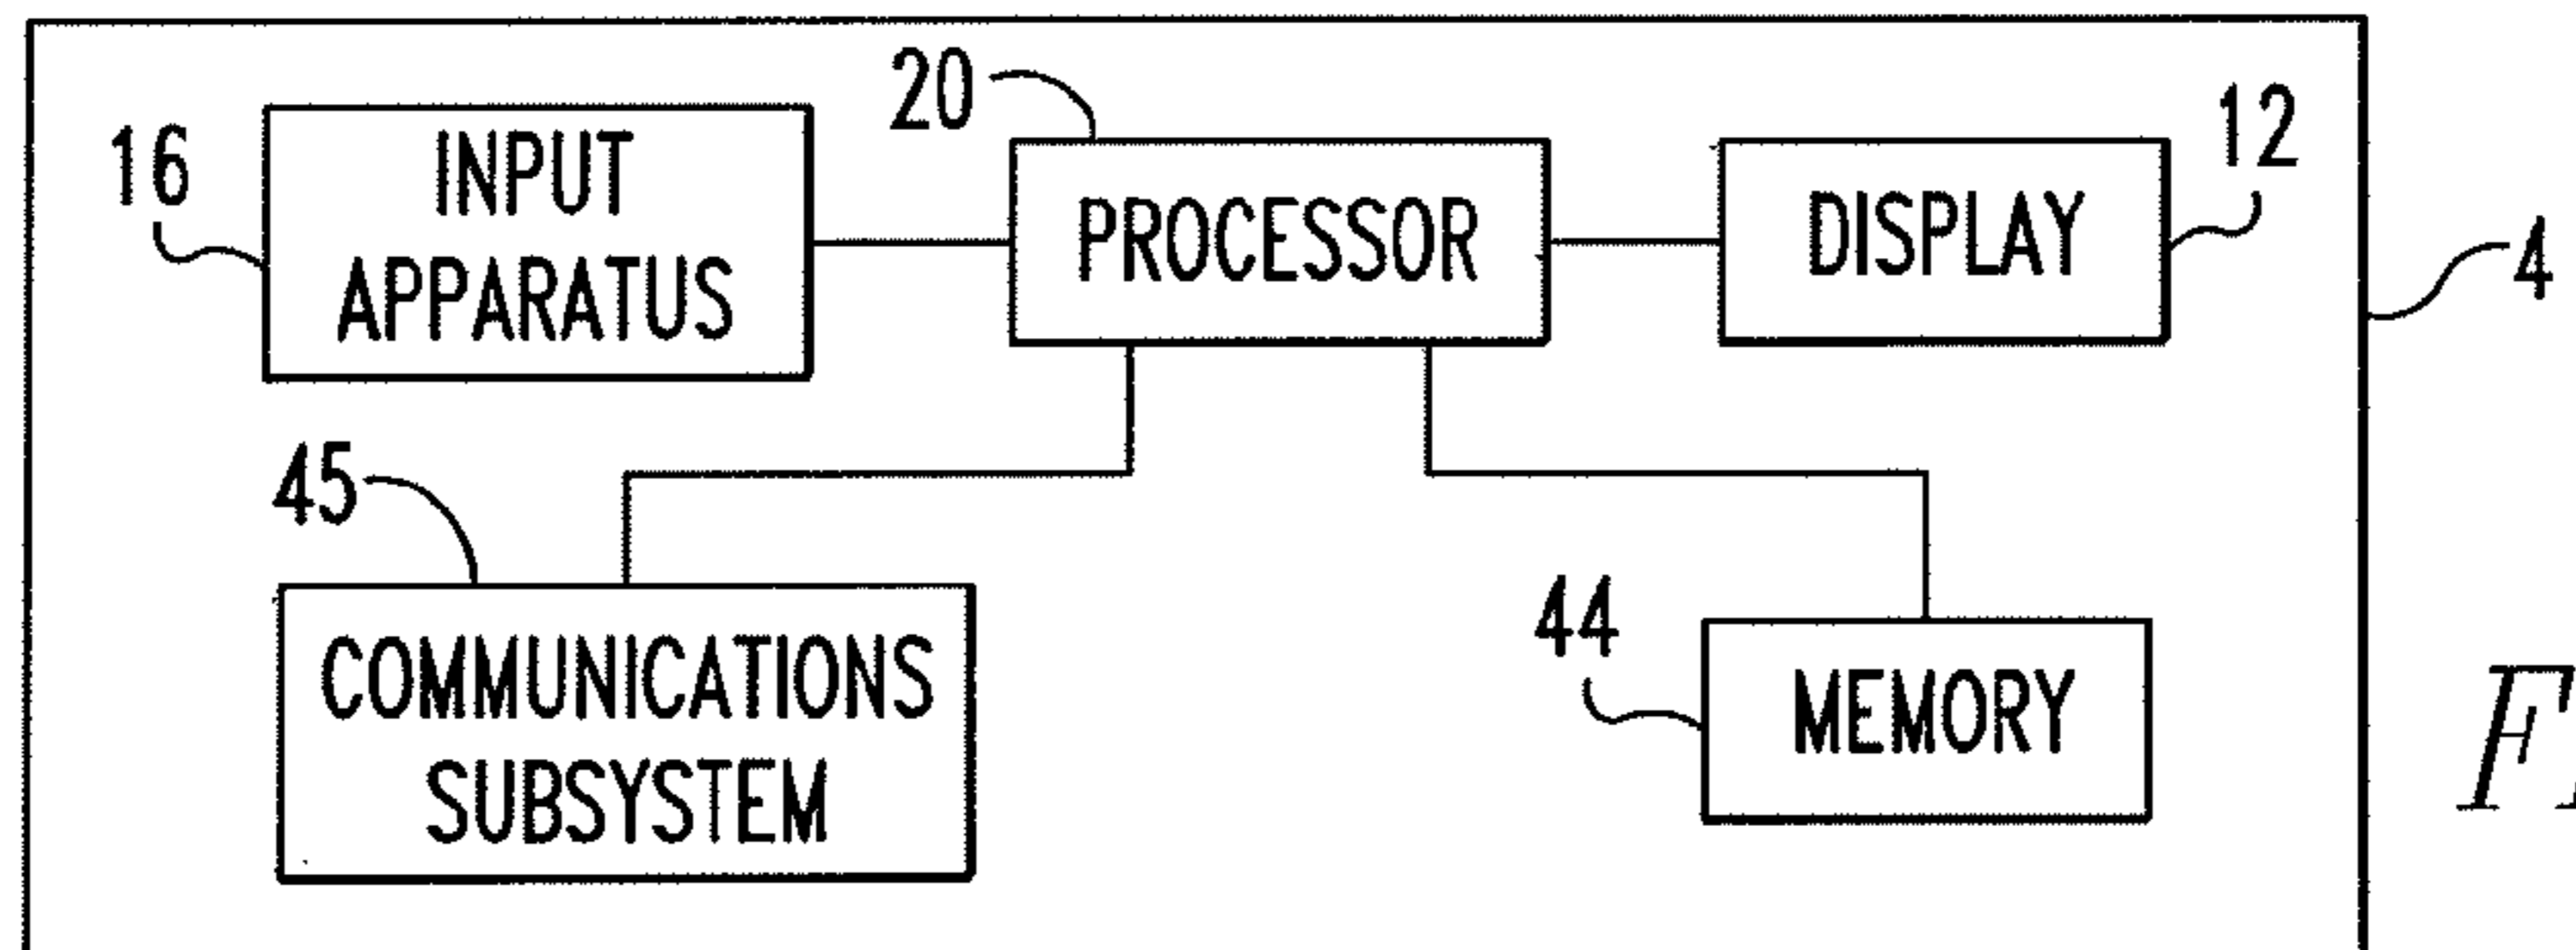 20
12
16
INPUT
APPARATUS
PROCESSOR
DISPLAY
4
45
COMMUNICATIONS
SUBSYSTEM
44
MEMORY